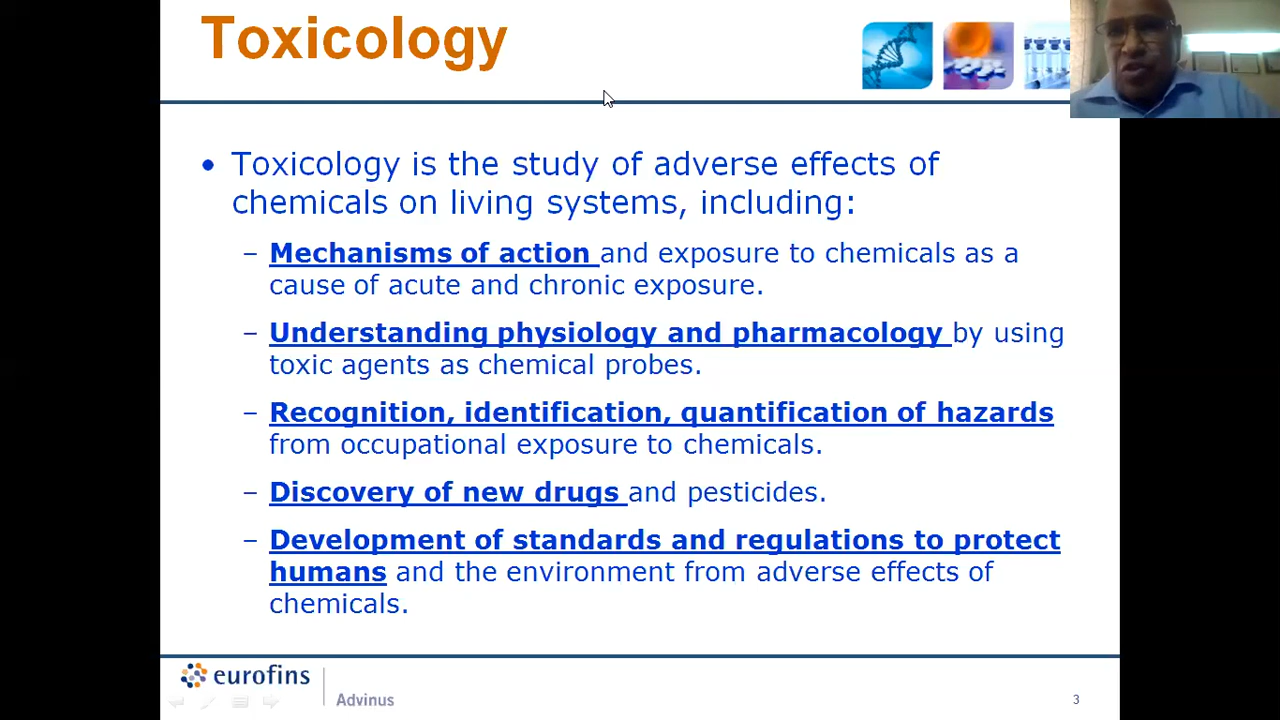 Toxicology
• Toxicology is the study of adverse effects of
chemicals on living systems, including:
– Mechanisms of action and exposure to chemicals as a
cause of acute and chronic exposure.
– Understanding physiology and pharmacology by using
toxic agents as chemical probes.
– Recognition, identification, quantification of hazards
from occupational exposure to chemicals.
– Discovery of new drugs and pesticides.
– Development of standards and regulations to protect
humans and the environment from adverse effects of
chemicals.
eurofins
Advinus
3